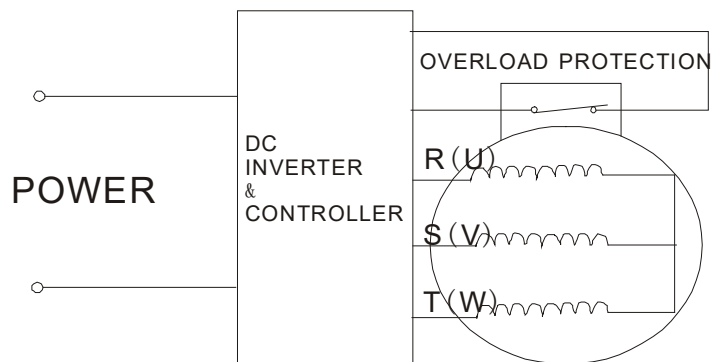 OVERLOAD PROTECTION
DC
INVERTER
&
CONTROLLER
POWER
R(U)
S(V)
T(W)